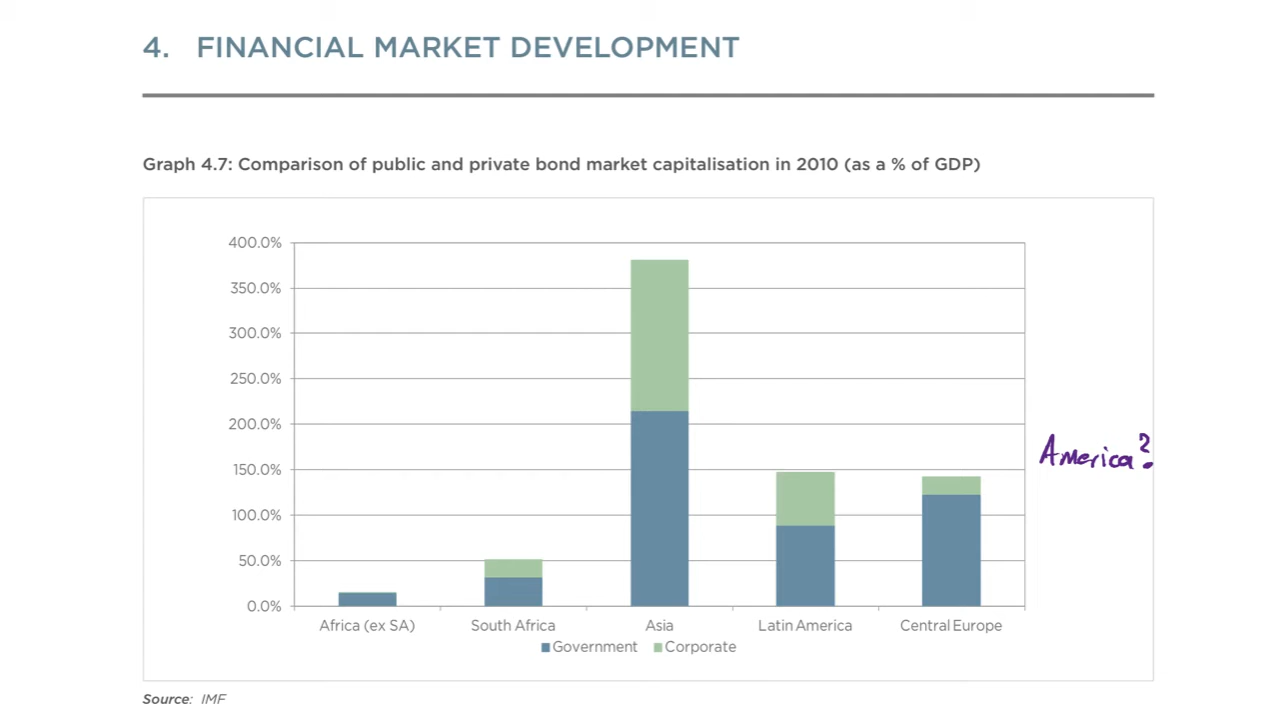 4. FINANCIAL MARKET DEVELOPMENT
Graph 4.7: Comparison of public and private bond market capitalisation in 2010 (as a % of GDP)
400.0%
350.0%
300.0%
250.0%
200.0%
150.0%
100.0%
50.0%
0.0%
America?
Africa (ex SA) South Africa Asia Latin America Central Europe
Government Corporate
Source: IMF